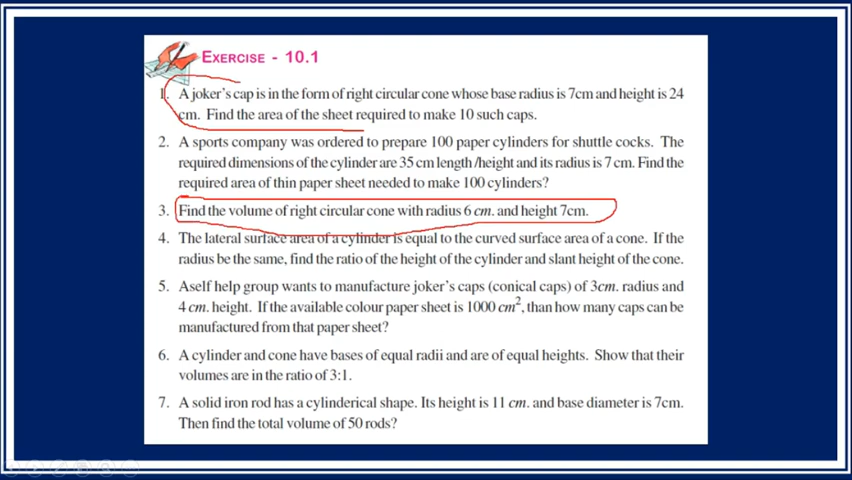 EXERCISE - 10.1
1. A joker's cap is in the form of right circular cone whose base radius is 7cm and height is 24
cm. Find the area of the sheet required to make 10 such caps.
2. A sports company was ordered to prepare 100 paper cylinders for shuttle cocks. The
required dimensions of the cylinder are 35 cm length /height and its radius is 7 cm. Find the
required area of thin paper sheet needed to make 100 cylinders?
3. Find the volume of right circular cone with radius 6 cm. and height 7cm.
4. The lateral surface area of a cylinder is equal to the curved surface area of a cone. If the
radius be the same, find the ratio of the height of the cylinder and slant height of the cone.
5. Aself help group wants to manufacture joker's caps (conical caps) of 3cm. radius and
4 cm. height. If the available colour paper sheet is 1000 cm², than how many caps can be
manufactured from that paper sheet?
6. A cylinder and cone have bases of equal radii and are of equal heights. Show that their
volumes are in the ratio of 3:1.
7. A solid iron rod has a cylinderical shape. Its height is 11 cm. and base diameter is 7cm.
Then find the total volume of 50 rods?